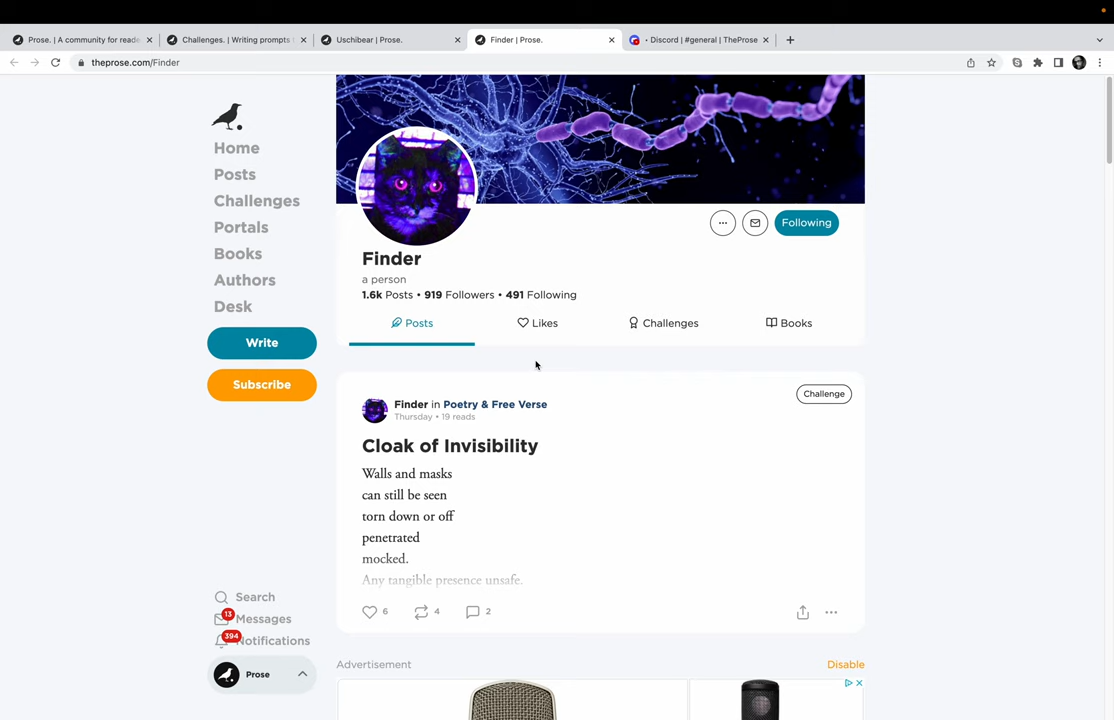 Prose. | A community for reade
Challenges. | Writing prompts
Uschibear | Prose.
Finder | Prose.
• Discord | #general | TheProse
theprose.com/Finder
Home
Posts
Challenges
Portals
Books
Authors
Desk
Write
Subscribe
Search
13
Messages
394
Notifications
Prose
Following
Finder
a person
1.6k Posts • 919 Followers • 491 Following
Posts
Likes
Challenges
Books
Finder in Poetry & Free Verse
Thursday • 19 reads
Challenge
Cloak of Invisibility
Walls and masks
can still be seen
torn down or off
penetrated
mocked.
Any tangible presence unsafe.
6
4
2
Advertisement
Disable